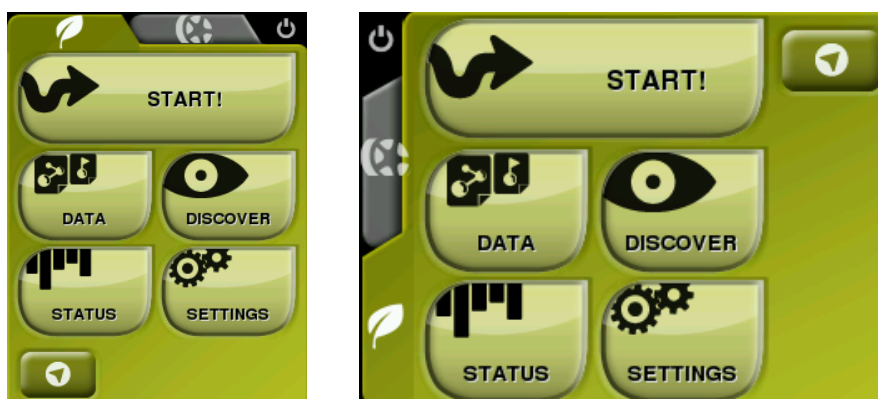 START!
DATA
DISCOVER
STATUS
SETTINGS
START!
DATA
DISCOVER
STATUS
SETTINGS